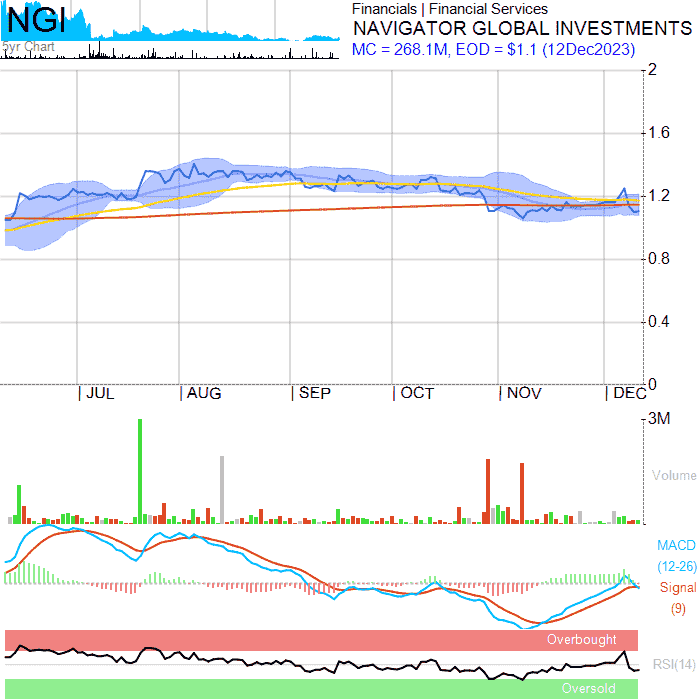 NGI
5yr Chart
Financials | Financial Services
NAVIGATOR GLOBAL INVESTMENTS
MC = 268.1M, EOD = $1.1 (12Dec2023)
2
1.6
1.2
0.8
0.4
0
| JUL | AUG | SEP | OCT | NOV | DEC
3M
Volume
MACD
(12-26)
Signal
(9)
Overbought
RSI(14)
Oversold